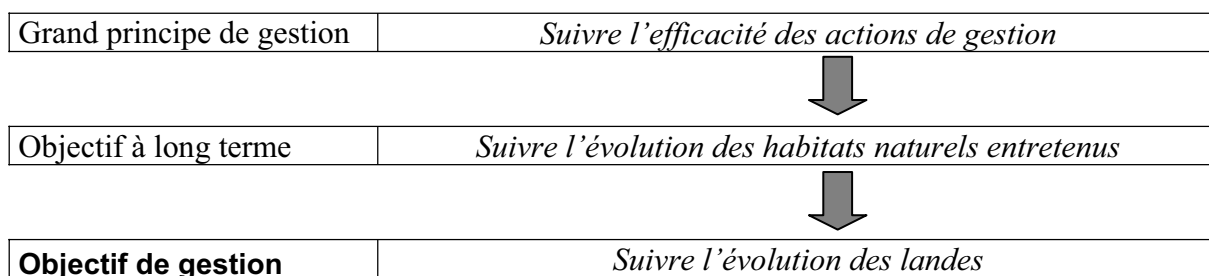 Grand principe de gestion Suivre l'efficacité des actions de gestion
Objectif à long terme Suivre l'évolution des habitats naturels entretenus
Objectif de gestion Suivre l'évolution des landes